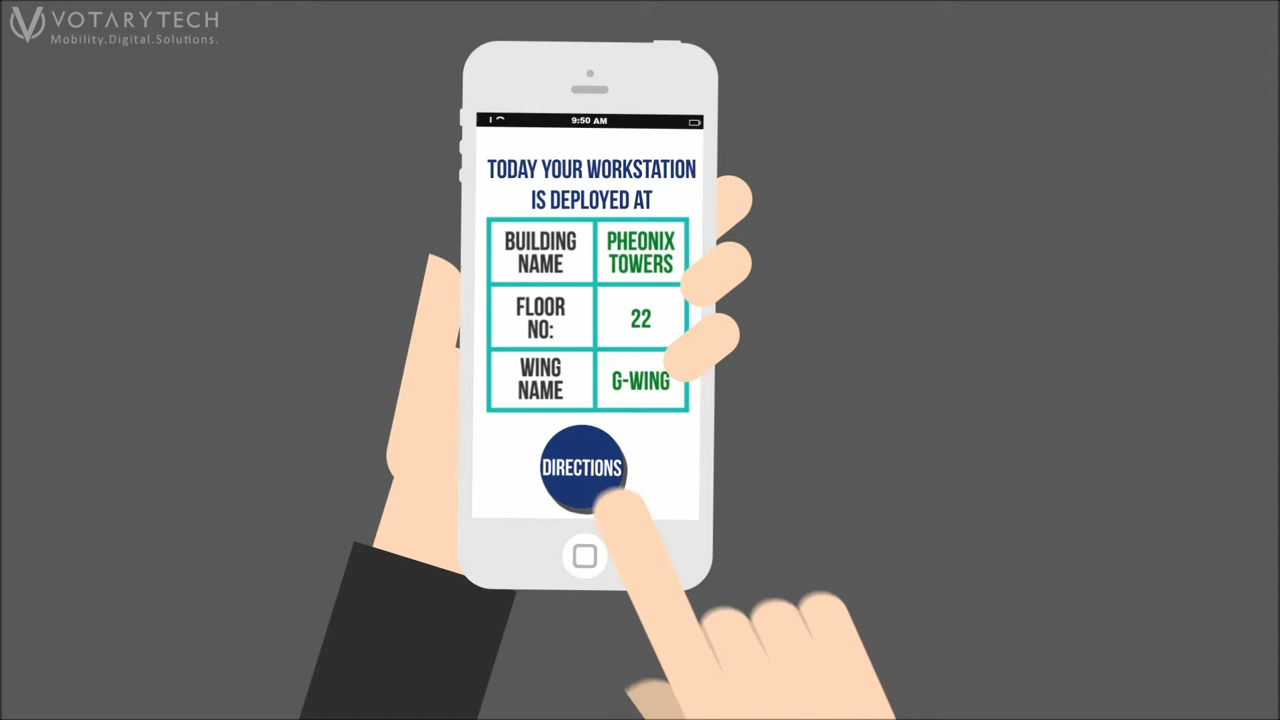 VOTARYTECH
Mobility.Digital.Solutions.
9:50 AM
TODAY YOUR WORKSTATION
IS DEPLOYED AT
BUILDING
NAME
PHEONIX
TOWERS
FLOOR
NO:
22
WING
NAME
G-WING
DIRECTIONS